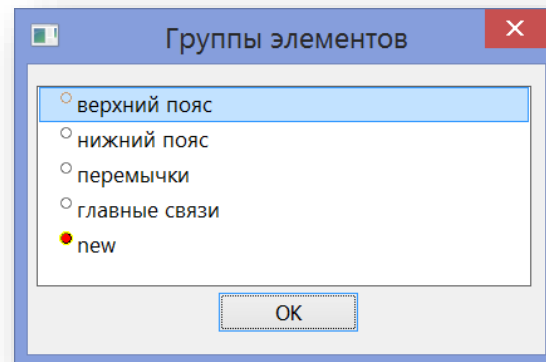 Группы элементов
верхний пояс
нижний пояс
перемычки
главные связи
new
OK